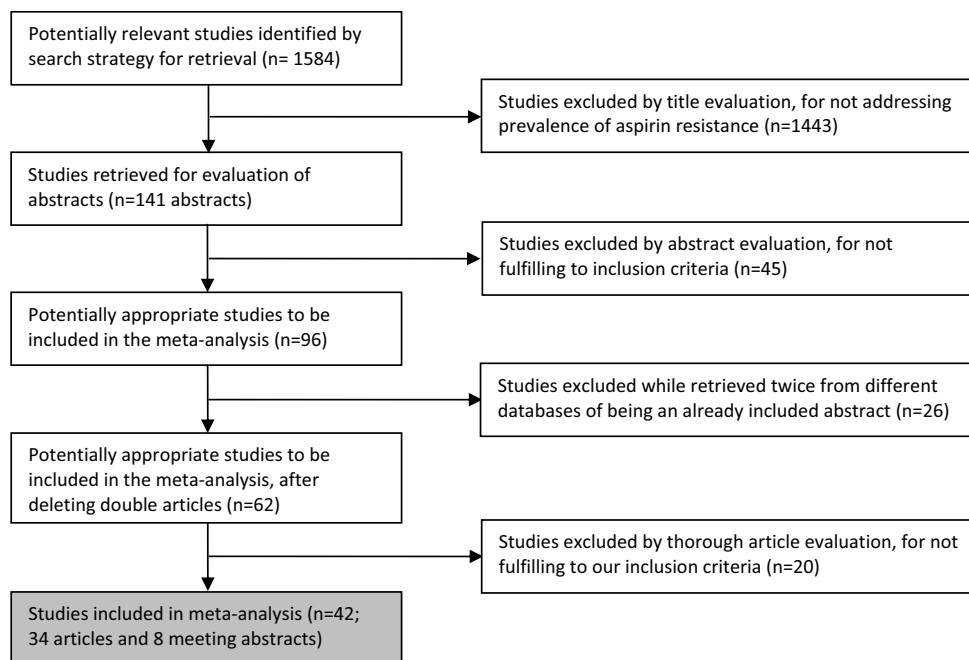 Potentially relevant studies identified by
search strategy for retrieval (n= 1584)
Studies excluded by title evaluation, for not addressing
prevalence of aspirin resistance (n=1443)
Studies retrieved for evaluation of
abstracts (n=141 abstracts)
Studies excluded by abstract evaluation, for not
fulfilling to inclusion criteria (n=45)
Potentially appropriate studies to be
included in the meta-analysis (n=96)
Studies excluded while retrieved twice from different
databases of being an already included abstract (n=26)
Potentially appropriate studies to be
included in the meta-analysis, after
deleting double articles (n=62)
Studies excluded by thorough article evaluation, for not
fulfilling to our inclusion criteria (n=20)
Studies included in meta-analysis (n=42;
34 articles and 8 meeting abstracts)